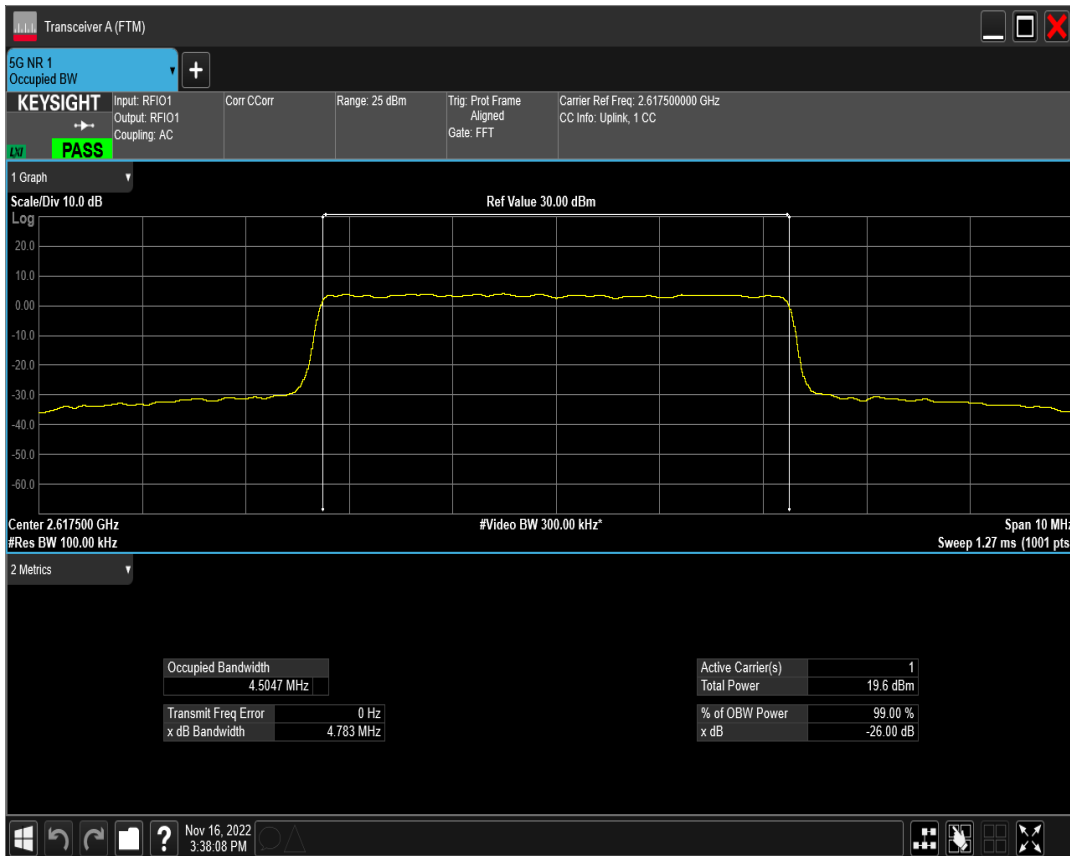 Transceiver A (FTM)
5G NR 1
Occupied BW
+
KEYSIGHT
LXI
PASS
Input: RFIO1
Output: RFIO1
Coupling: AC
Corr CCorr
Range: 25 dBm
Trig: Prot Frame
Aligned
Gate: FFT
Carrier Ref Freq: 2.617500000 GHz
CC Info: Uplink, 1 CC
1 Graph
Scale/Div 10.0 dB
Ref Value 30.00 dBm
Log
20.0
10.0
0.00
-10.0
-20.0
-30.0
-40.0
-50.0
-60.0
Center 2.617500 GHz
#Video BW 300.00 kHz*
Span 10 MHz
#Res BW 100.00 kHz
Sweep 1.27 ms (1001 pts
2 Metrics
Occupied Bandwidth
4.5047 MHz
Transmit Freq Error 0 Hz
x dB Bandwidth 4.783 MHz
Active Carrier(s) 1
Total Power 19.6 dBm
% of OBW Power 99.00 %
x dB -26.00 dB
?
Nov 16, 2022
3:38:08 PM